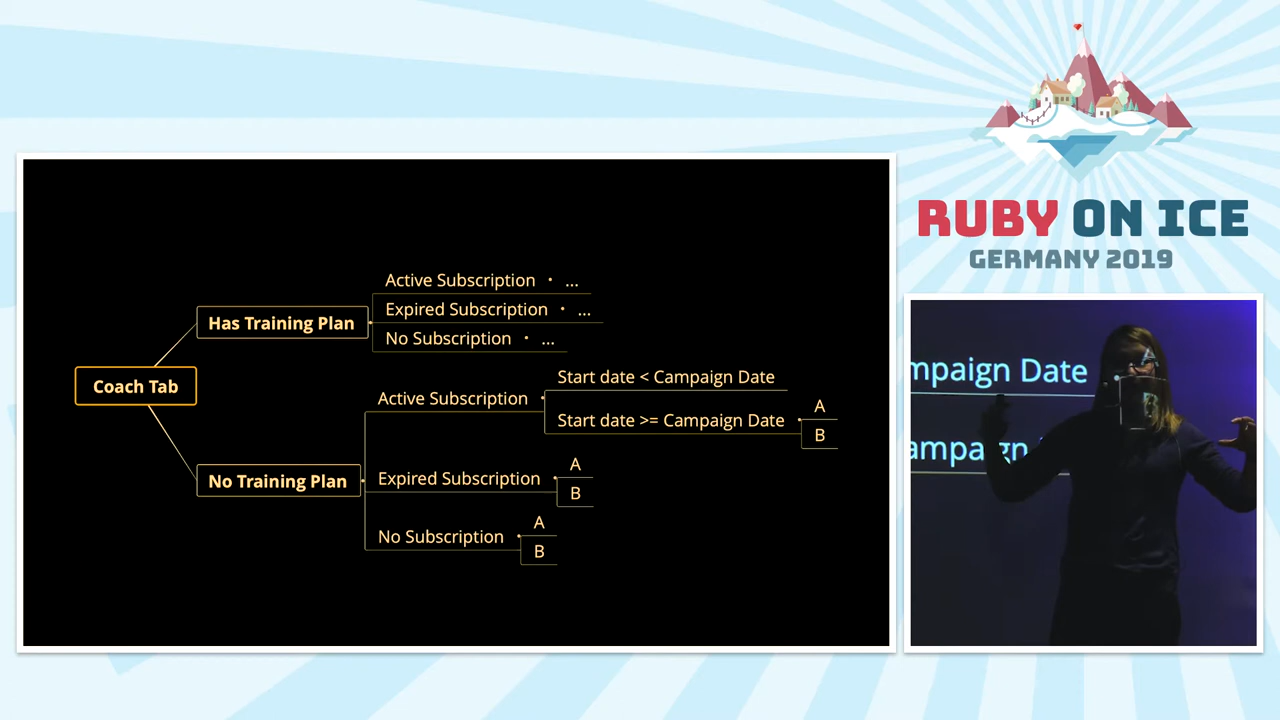 RUBY ON ICE
GERMANY 2019
Coach Tab
Has Training Plan
Active Subscription • ...
Expired Subscription • ...
No Subscription • ...
No Training Plan
Active Subscription
Start date < Campaign Date
Start date >= Campaign Date
A
B
Expired Subscription
A
B
No Subscription
A
B
mpaign Date
ampaign
A
B